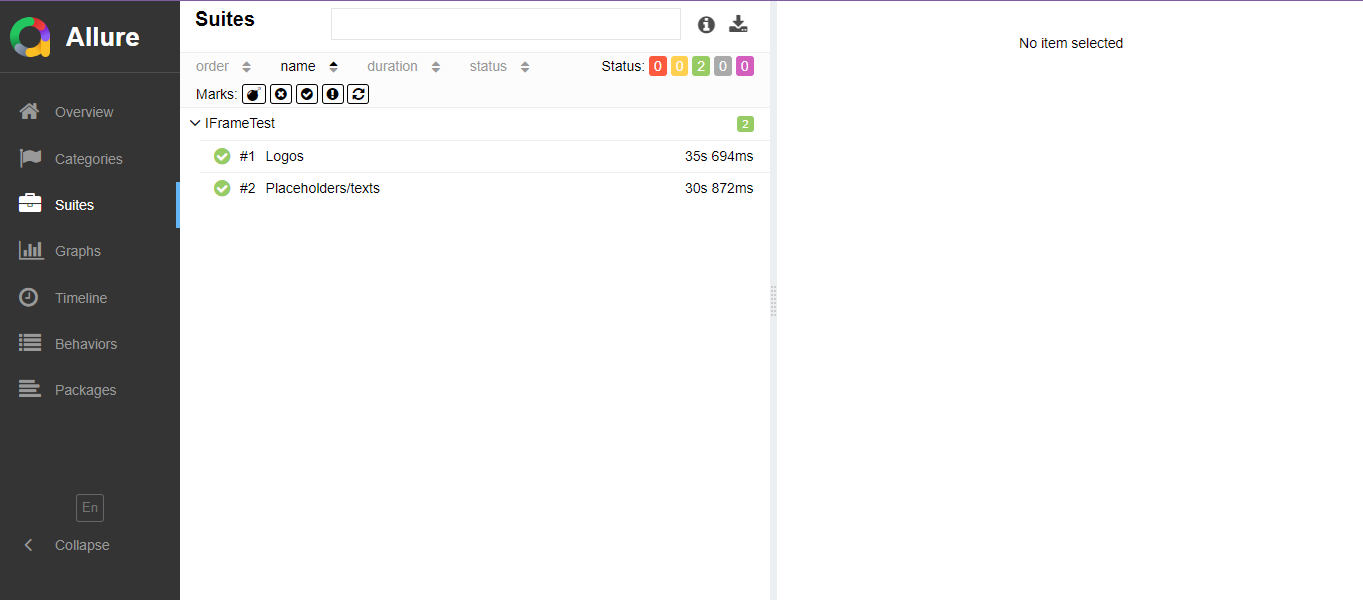 Allure
Overview
Categories
Suites
Graphs
Timeline
Behaviors
Packages
En
Collapse
Suites
order name duration status Status: 0 0 2 0 0
Marks:
IFrameTest 2
#1 Logos 35s 694ms
#2 Placeholders/texts 30s 872ms
No item selected